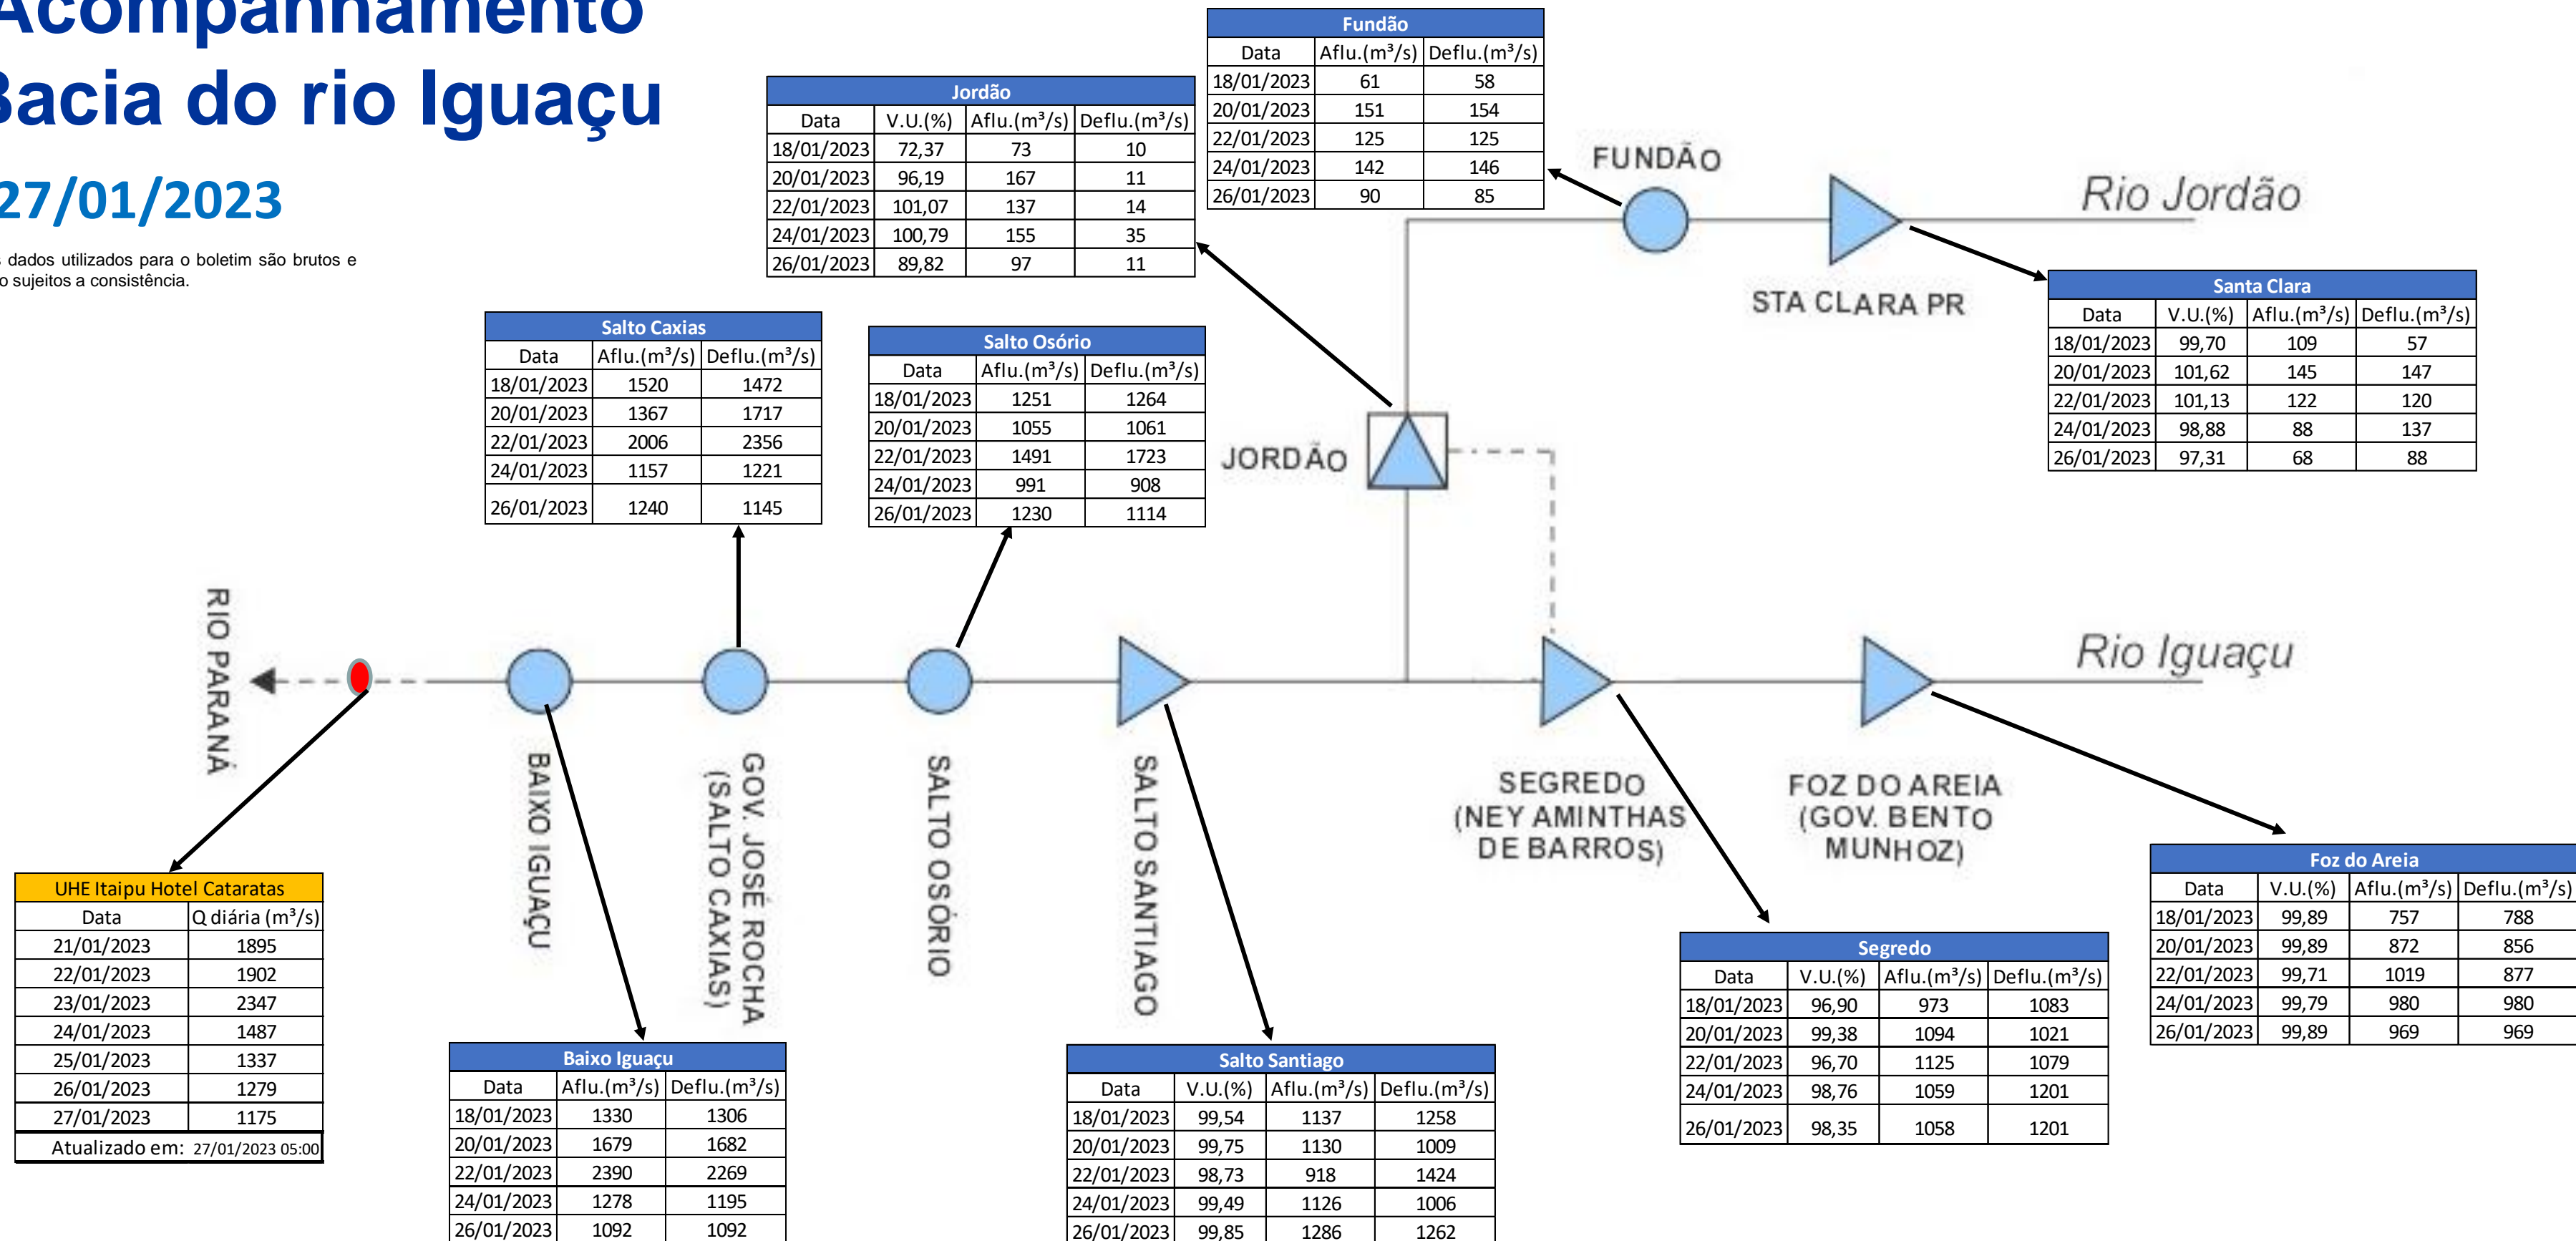 Acompanhamento
Bacia do rio Iguaçu
27/01/2023
s dados utilizados para o boletim são brutos e
o sujeitos a consistência.
Fundão
Data Aflu.(m³/s) Deflu.(m³/s)
18/01/2023 61 58
20/01/2023 151 154
22/01/2023 125 125
24/01/2023 142 146
26/01/2023 90 85
Jordão
Data V.U.(%) Aflu.(m³/s) Deflu.(m³/s)
18/01/2023 72,37 73 10
20/01/2023 96,19 167 11
22/01/2023 101,07 137 14
24/01/2023 100,79 155 35
26/01/2023 89,82 97 11
FUNDÃO
STA CLARA PR
Rio Jordão
Santa Clara
Data V.U.(%) Aflu.(m³/s) Deflu.(m³/s)
18/01/2023 99,70 109 57
20/01/2023 101,62 145 147
22/01/2023 101,13 122 120
24/01/2023 98,88 88 137
26/01/2023 97,31 68 88
Salto Caxias
Data Aflu.(m³/s) Deflu.(m³/s)
18/01/2023 1520 1472
20/01/2023 1367 1717
22/01/2023 2006 2356
24/01/2023 1157 1221
26/01/2023 1240 1145
Salto Osório
Data Aflu.(m³/s) Deflu.(m³/s)
18/01/2023 1251 1264
20/01/2023 1055 1061
22/01/2023 1491 1723
24/01/2023 991 908
26/01/2023 1230 1114
JORDÃO
RIO PARANÁ
BAIXO IGUAÇU
GOV. JOSÉ ROCHA
(SALTO CAXIAS)
SALTO OSÓRIO
SALTO SANTIAGO
SEGREDO
(NEY AMINTHAS
DE BARROS)
FOZ DO AREIA
(GOV. BENTO
MUNHOZ)
Rio Iguaçu
UHE Itaipu Hotel Cataratas
Data Q diária (m³/s)
21/01/2023 1895
22/01/2023 1902
23/01/2023 2347
24/01/2023 1487
25/01/2023 1337
26/01/2023 1279
27/01/2023 1175
Atualizado em: 27/01/2023 05:00
Baixo Iguaçu
Data Aflu.(m³/s) Deflu.(m³/s)
18/01/2023 1330 1306
20/01/2023 1679 1682
22/01/2023 2390 2269
24/01/2023 1278 1195
26/01/2023 1092 1092
Salto Santiago
Data V.U.(%) Aflu.(m³/s) Deflu.(m³/s)
18/01/2023 99,54 1137 1258
20/01/2023 99,75 1130 1009
22/01/2023 98,73 918 1424
24/01/2023 99,49 1126 1006
26/01/2023 99,85 1286 1262
Segredo
Data V.U.(%) Aflu.(m³/s) Deflu.(m³/s)
18/01/2023 96,90 973 1083
20/01/2023 99,38 1094 1021
22/01/2023 96,70 1125 1079
24/01/2023 98,76 1059 1201
26/01/2023 98,35 1058 1201
Foz do Areia
Data V.U.(%) Aflu.(m³/s) Deflu.(m³/s)
18/01/2023 99,89 757 788
20/01/2023 99,89 872 856
22/01/2023 99,71 1019 877
24/01/2023 99,79 980 980
26/01/2023 99,89 969 969